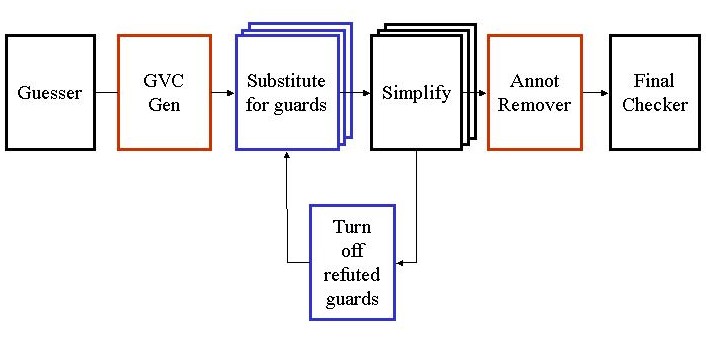 Guesser
GVC
Gen
Substitute
for guards
Simplify
Annot
Remover
Final
Checker
Turn
off
refuted
guards